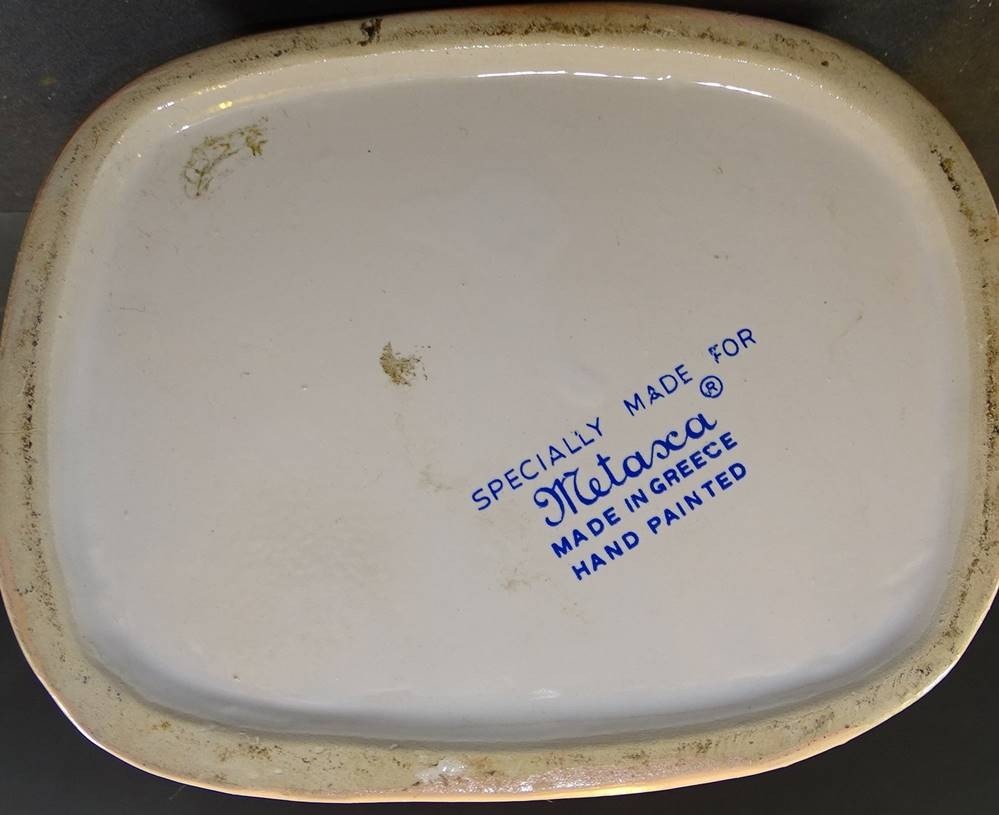 SPECIALLY MADE FOR
Metaxa®
MADE IN GREECE
HAND PAINTED